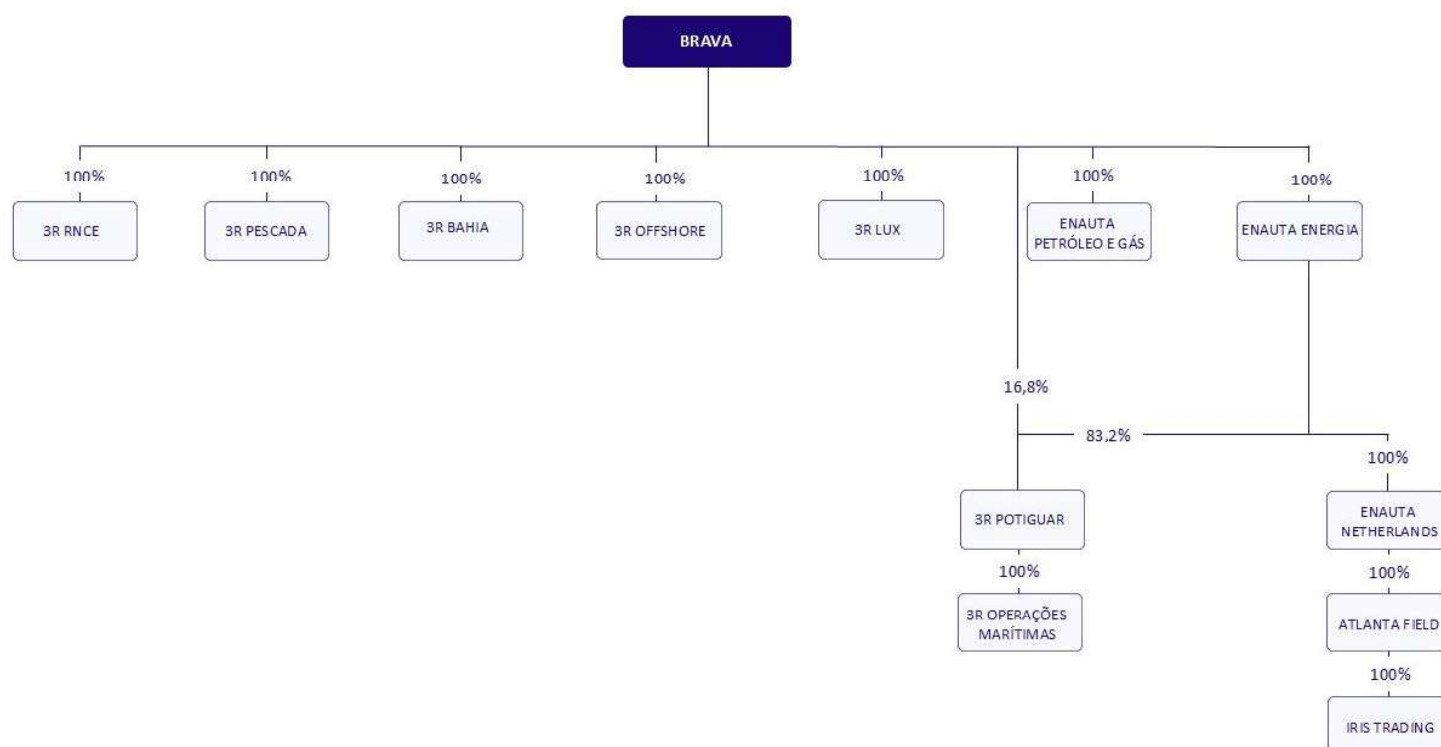 BRAVA
100%
100%
100%
100%
100%
100%
100%
3R RNCE
3R PESCADA
3R BAHIA
3R OFFSHORE
3R LUX
ENAUTA
PETRÓLEO E GÁS
ENAUTA ENERGIA
16,8%
83,2%
100%
3R POTIGUAR
ENAUTA
NETHERLANDS
100%
100%
3R OPERAÇÕES
MARÍTIMAS
ATLANTA FIELD
100%
IRIS TRADING